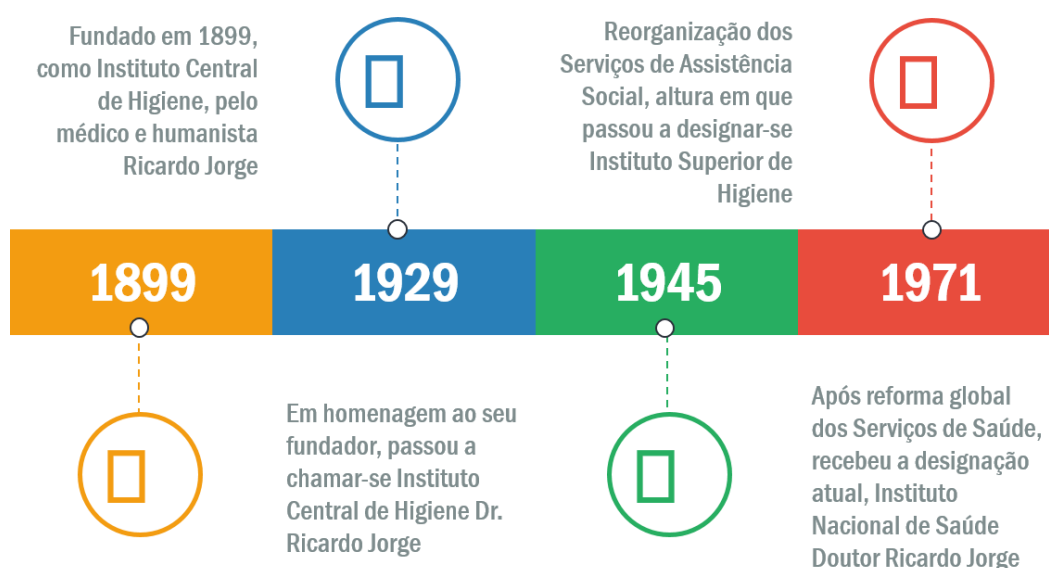 Fundado em 1899,
como Instituto Central
de Higiene, pelo
médico e humanista
Ricardo Jorge
Reorganização dos
Serviços de Assistência
Social, altura em que
passou a designar-se
Instituto Superior de
Higiene
1899
1929
1945
1971
Em homenagem ao seu
fundador, passou a
chamar-se Instituto
Central de Higiene Dr.
Ricardo Jorge
Após reforma global
dos Serviços de Saúde,
recebeu a designação
atual, Instituto
Nacional de Saúde
Doutor Ricardo Jorge